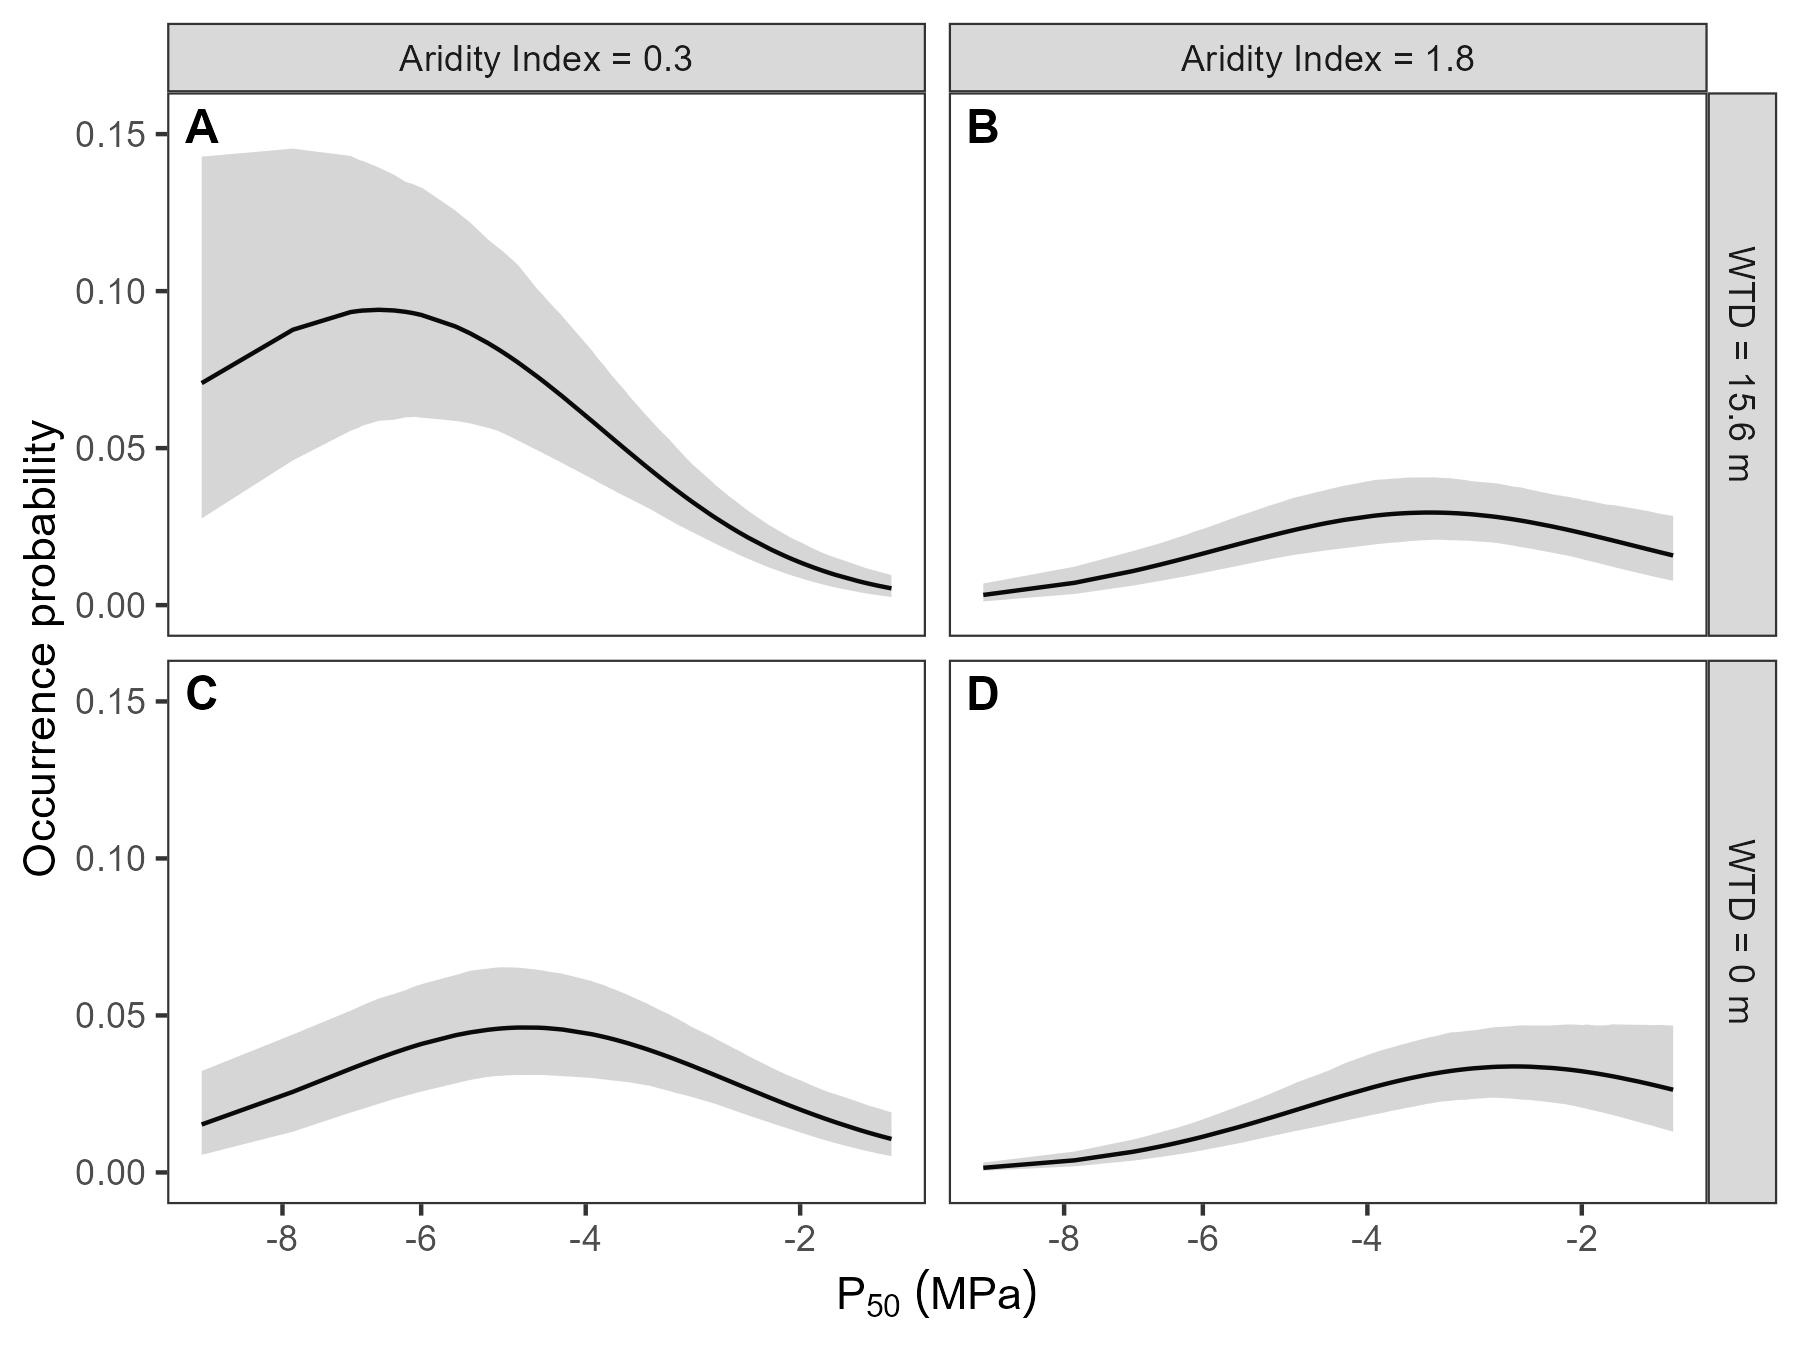 Aridity Index = 0.3
Aridity Index = 1.8
A
B
0.15
0.10
0.05
0.00
WTD = 15.6 m
C
D
0.15
0.10
0.05
0.00
WTD = 0 m
Occurrence probability
-8 -6 -4 -2
-8 -6 -4 -2
P50 (MPa)